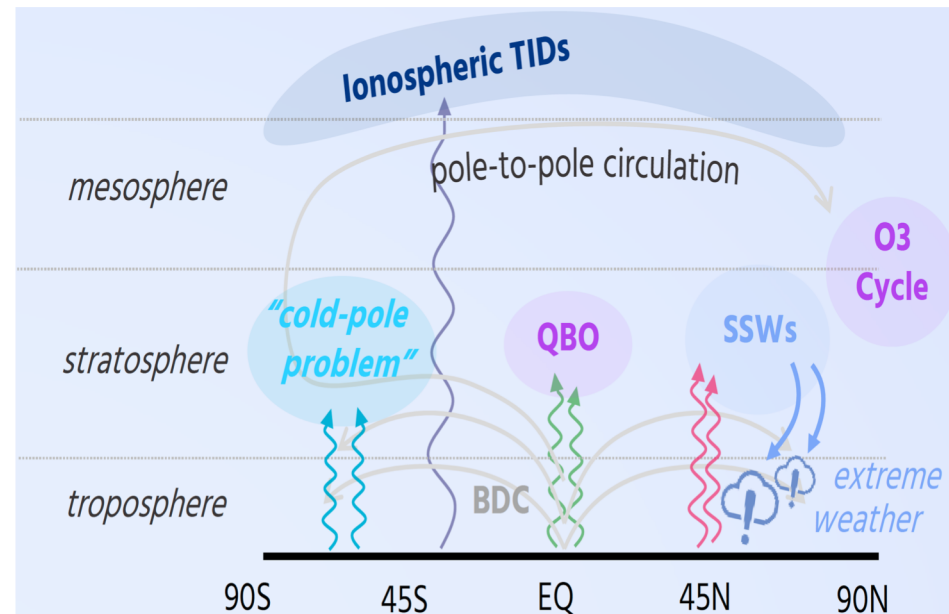 Ionospheric TIDs
pole-to-pole circulation
mesosphere
O3
Cycle
"cold-pole
problem"
stratosphere
QBO
SSWs
troposphere
BDC
extreme
weather
90S
45S
EQ
45N
90N